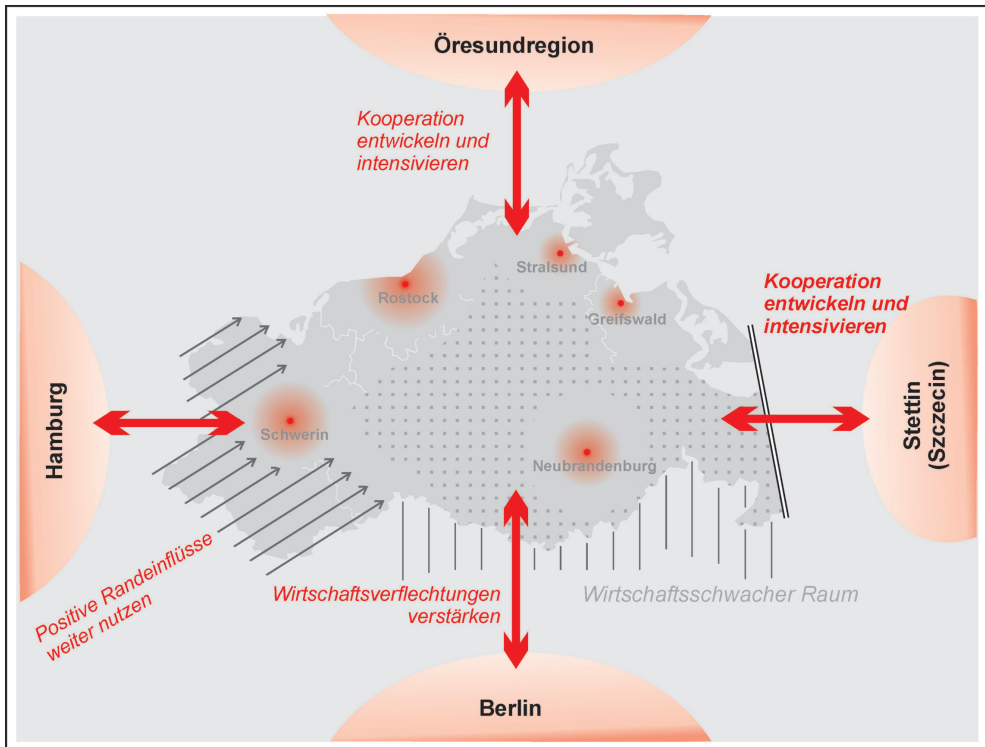 Öresundregion
Kooperation
entwickeln und
intensivieren
Stralsund
Rostock
Greifswald
Kooperation
entwickeln und
intensivieren
Hamburg
Schwerin
Neubrandenburg
Stettin
(Szczecin)
Positive Randeinflüsse
weiter nutzen
Wirtschaftsverflechtungen
verstärken
Wirtschaftsschwacher Raum
Berlin